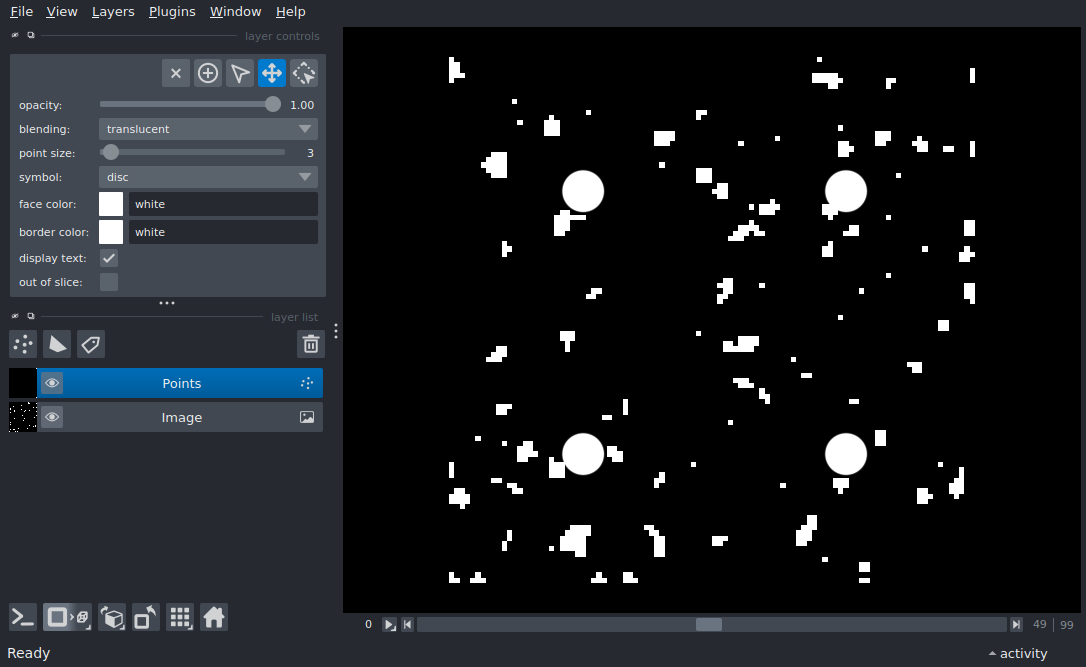 File View Layers Plugins Window Help
layer controls
opacity: 1.00
blending: translucent
point size: 3
symbol: disc
face color: white
border color: white
display text:
out of slice:
layer list
Points
Image
0 49 | 99
Ready activity